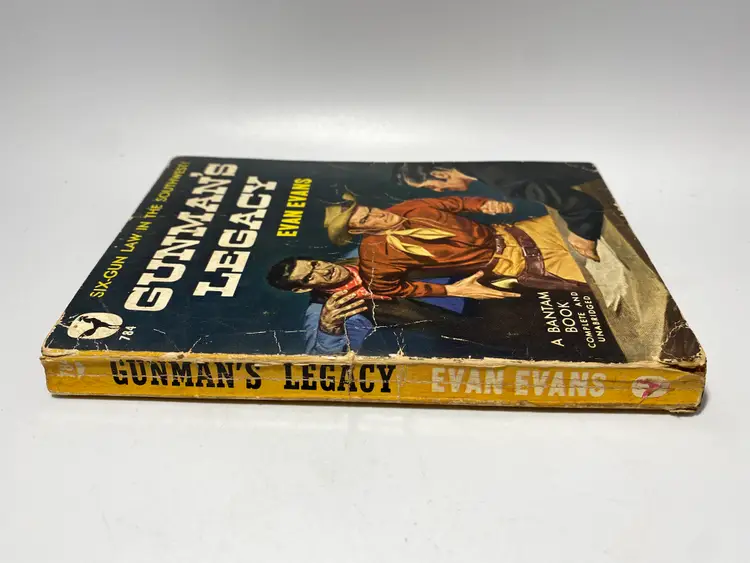 SIX-GUN LAW IN THE SOUTHWEST!
GUNMAN'S
LEGACY
EVAN EVANS
784
A BANTAM
BOOK
COMPLETE AND
UNABRIDGED
GUNMAN'S LEGACY EVAN EVANS